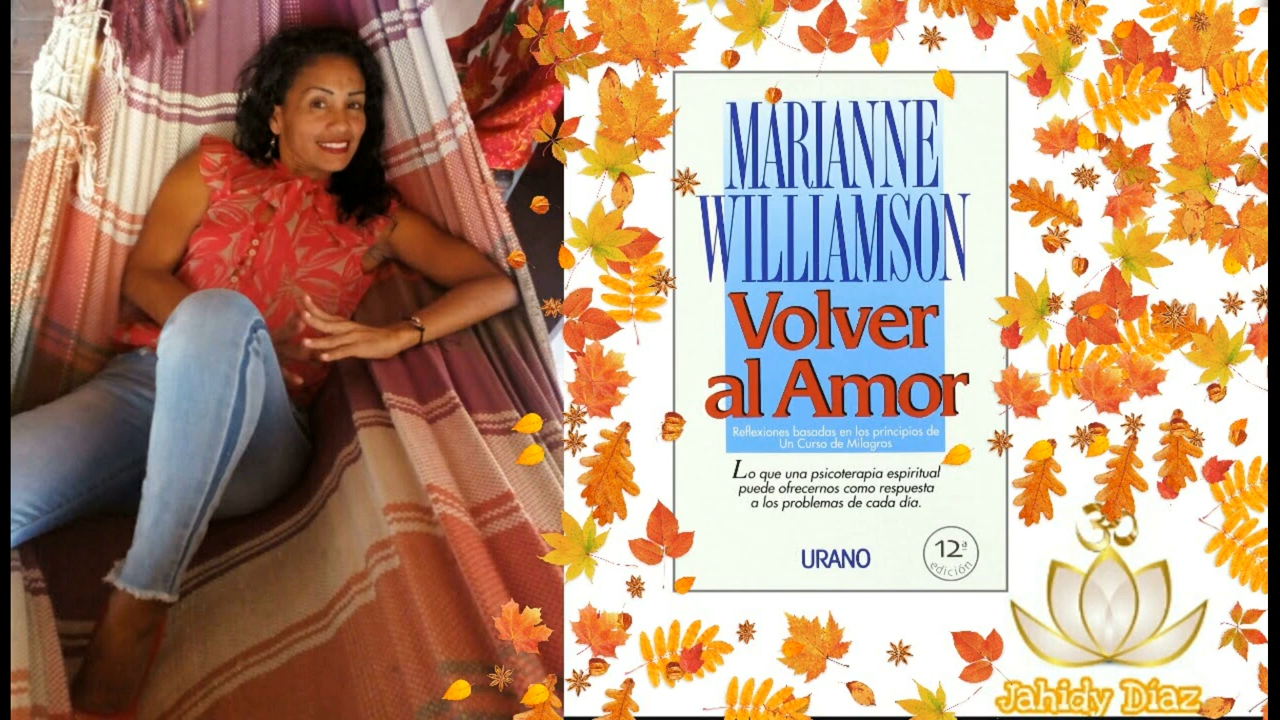 MARIANNE
WILLIAMSON
Volver
al Amor
Reflexiones basadas en los principios de
Un Curso de Milagros
Lo que una psicoterapia espiritual
puede ofrecernos como respuesta
a los problemas de cada día.
URANO
12ª
edición
ॐ
Jahidy Díaz